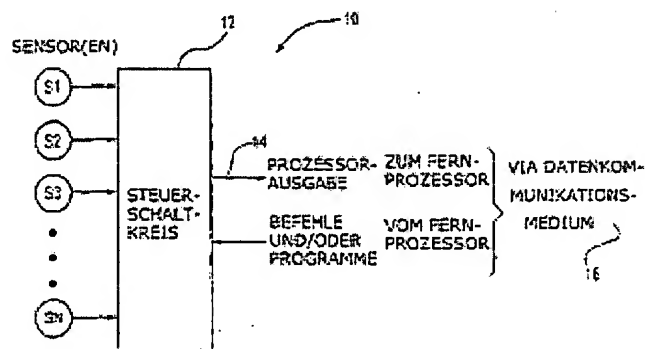 12
10
SENSOR(EN)
S1
S2
S3
SN
STEUER-
SCHALT-
KREIS
14
PROZESSOR-
AUSGABE
ZUM FERN-
PROZESSOR
BEFEHLE
UND/ODER
PROGRAMME
VOM FERN-
PROZESSOR
VIA DATENKOM-
MUNIKATIONS-
MEDIUM
16